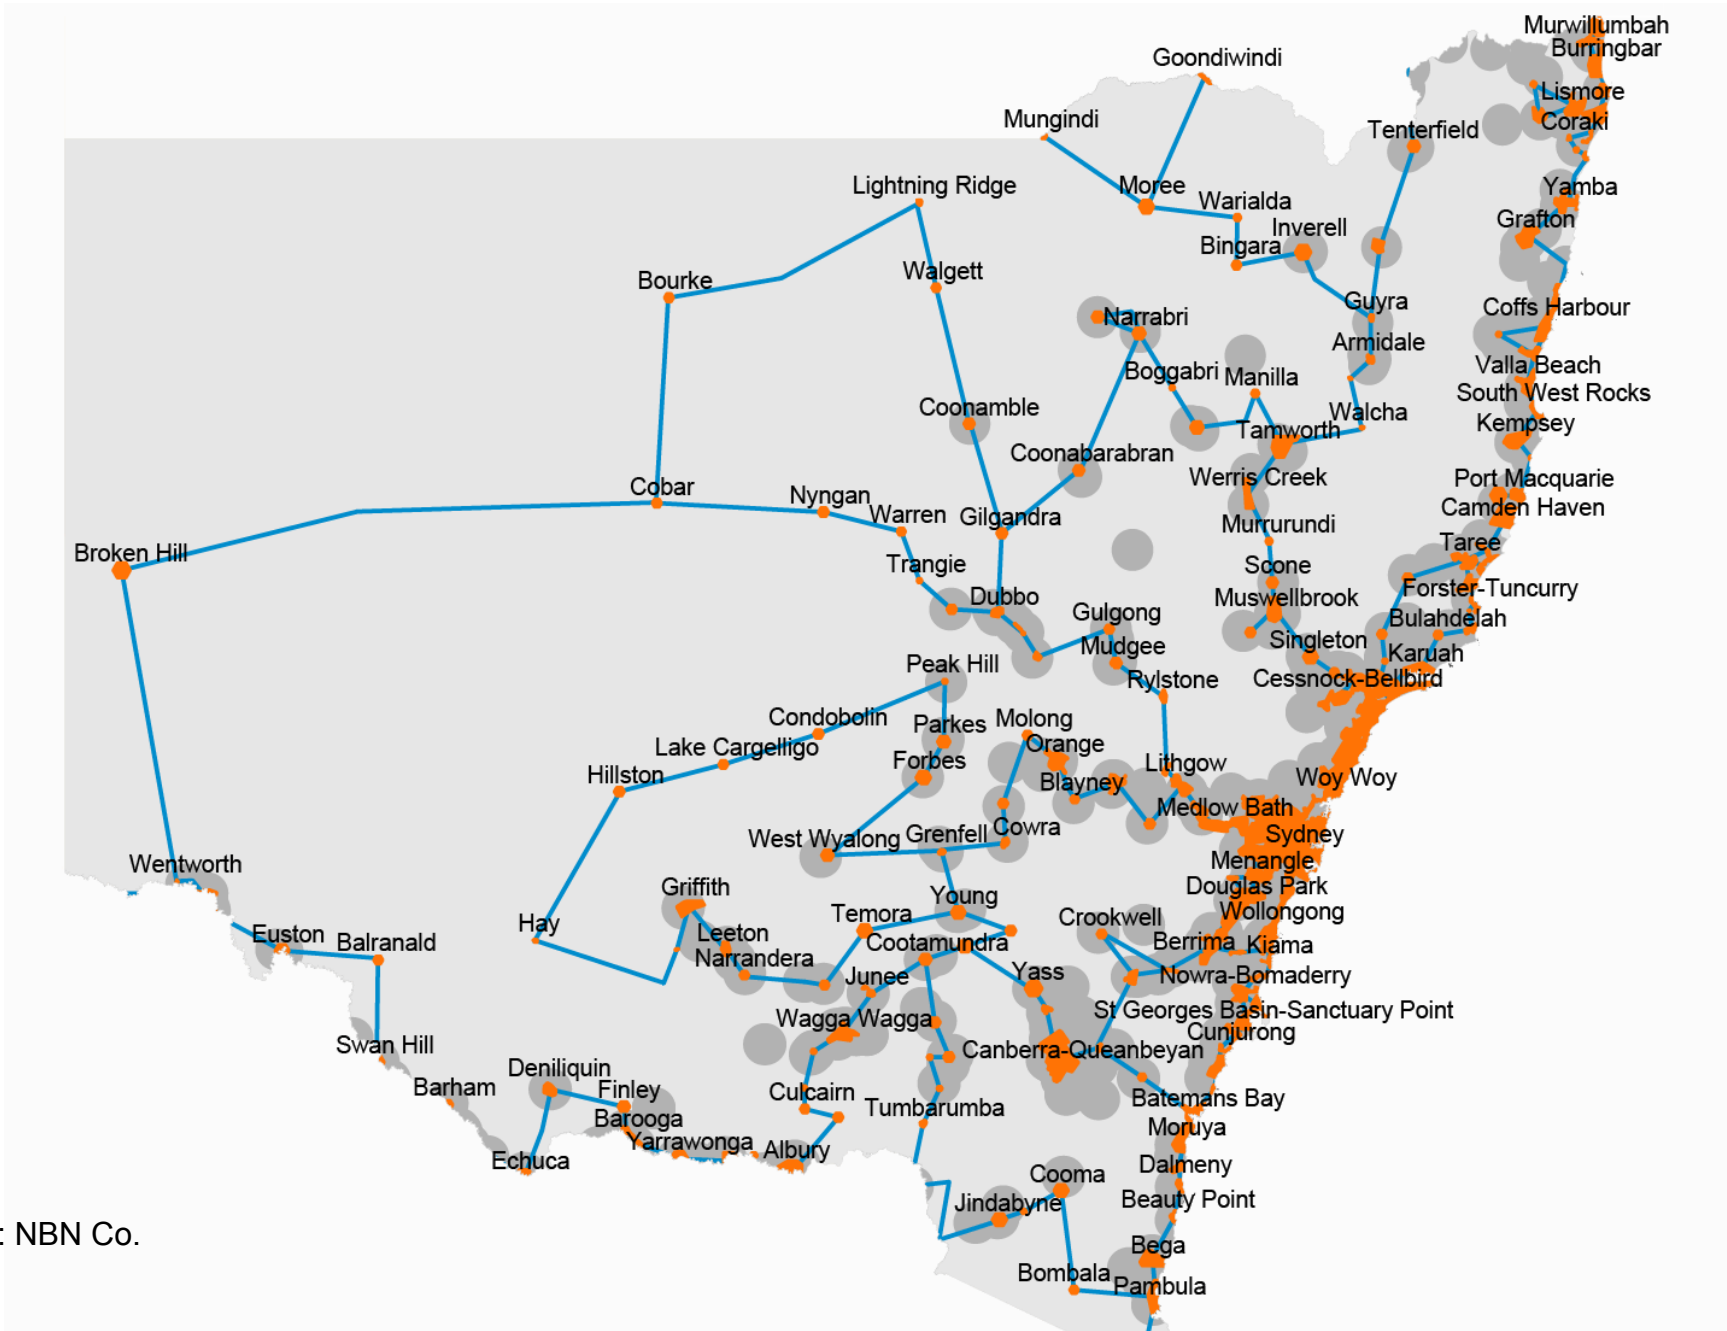 Murwillumbah
Burringbar
Goondiwindi
Lismore
Mungindi
Coraki
Tenterfield
Lightning Ridge
Moree
Yamba
Warialda
Grafton
Inverell
Bingara
Walgett
Bourke
Guyra
Coffs Harbour
Narrabri
Armidale
Valla Beach
Boggabri
Manilla
South West Rocks
Coonamble
Walcha
Kempsey
Tamworth
Coonabarabran
Werris Creek
Port Macquarie
Cobar
Nyngan
Camden Haven
Warren
Gilgandra
Murrurundi
Taree
Broken Hill
Trangie
Scone
Forster-Tuncurry
Dubbo
Muswellbrook
Gulgong
Bulahdelah
Singleton
Mudgee
Karuah
Peak Hill
Rylstone
Cessnock-Bellbird
Condobolin
Parkes
Molong
Lake Cargelligo
Orange
Forbes
Lithgow
Hillston
Blayney
Woy Woy
Medlow Bath
Cowra
West Wyalong
Grenfell
Sydney
Wentworth
Menangle
Griffith
Douglas Park
Young
Temora
Crookwell
Wollongong
Hay
Euston
Balranald
Leeton
Cootamundra
Berrima
Kiama
Narrandera
Junee
Yass
Nowra-Bomaderry
St Georges Basin-Sanctuary Point
Wagga Wagga
Cunjurong
Swan Hill
Canberra-Queanbeyan
Deniliquin
Barham
Finley
Culcairn
Batemans Bay
Tumbarumba
Barooga
Moruya
Yarrawonga
Albury
Echuca
Dalmeny
Cooma
Beauty Point
Jindabyne
: NBN Co.
Bega
Bombala
Pambula